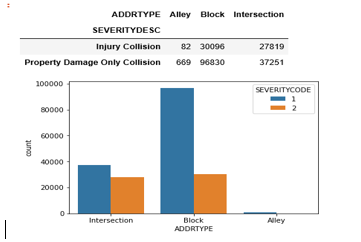 ADDRTYPE Alley Block Intersection
SEVERITYDESC
Injury Collision 82 30096 27819
Property Damage Only Collision 669 96830 37251
100000
80000
60000
40000
20000
0
count
SEVERITYCODE
1
2
Intersection Block Alley
ADDRTYPE